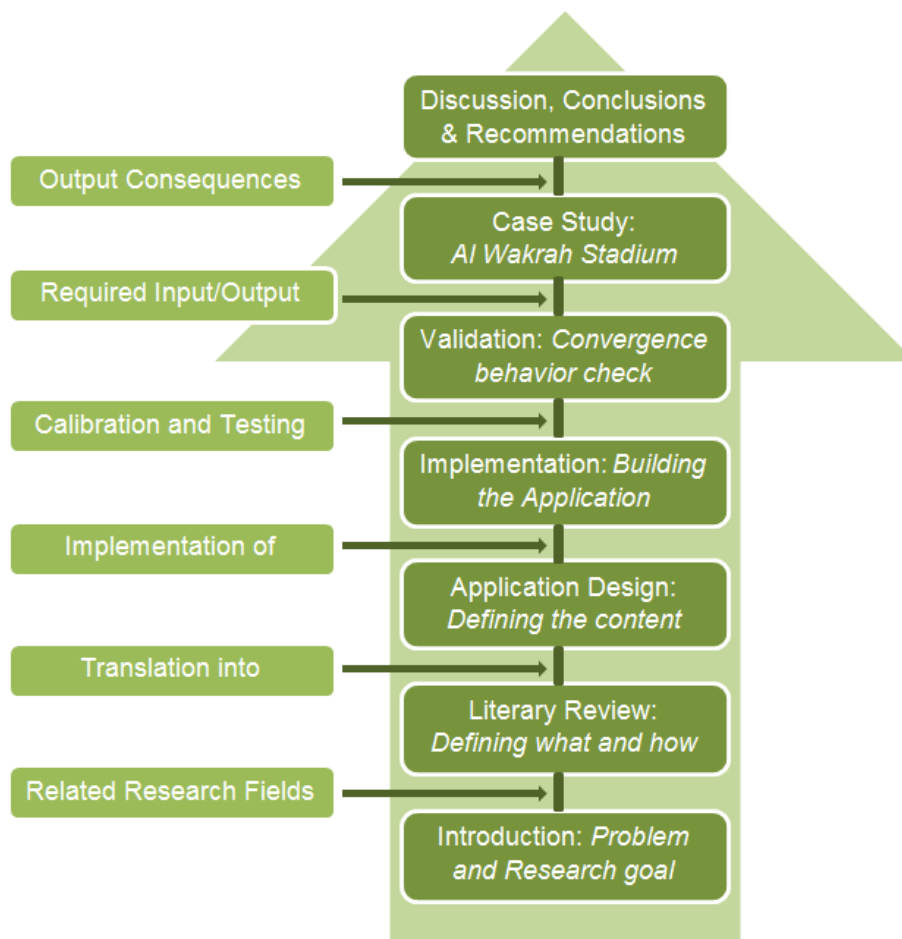 Discussion, Conclusions
& Recommendations
Output Consequences
Case Study:
Al Wakrah Stadium
Required Input/Output
Validation: Convergence
behavior check
Calibration and Testing
Implementation: Building
the Application
Implementation of
Application Design:
Defining the content
Translation into
Literary Review:
Defining what and how
Related Research Fields
Introduction: Problem
and Research goal